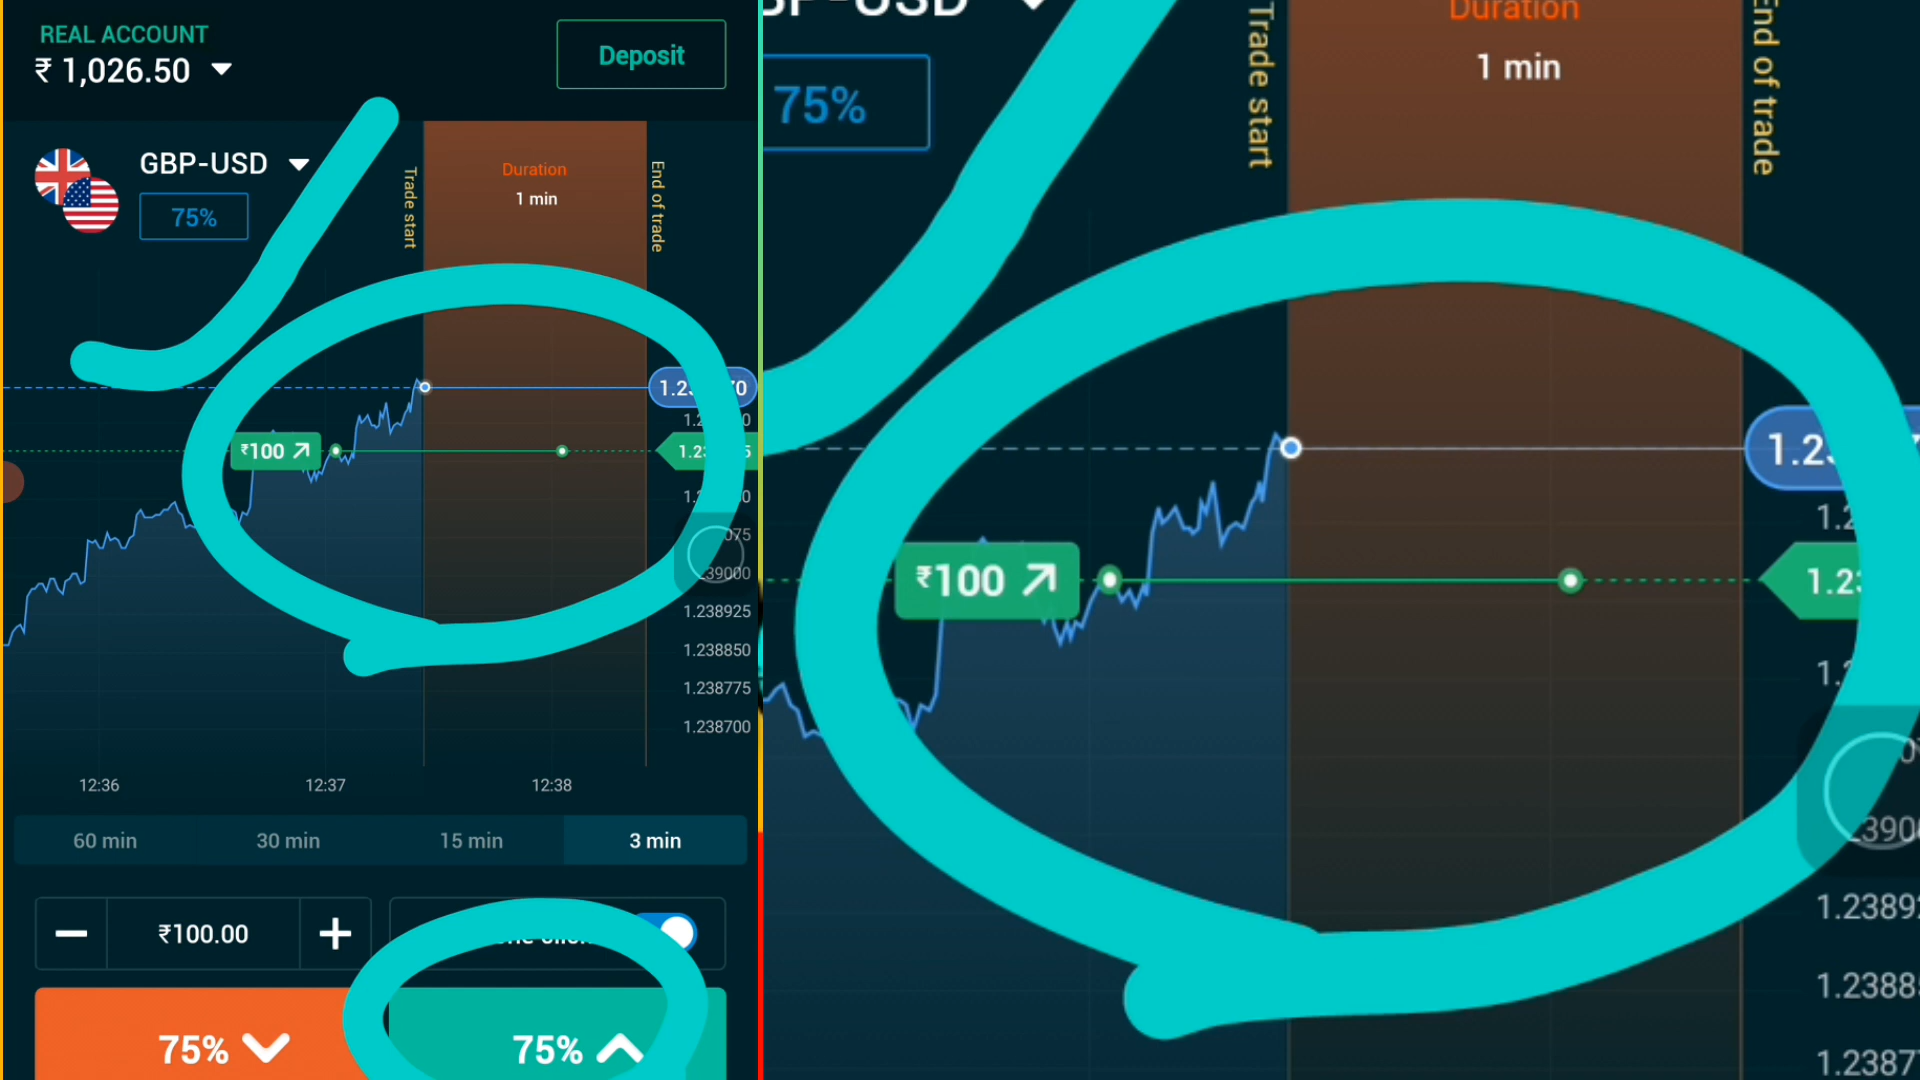 REAL ACCOUNT
₹ 1,026.50
Deposit
GBP-USD
75%
Trade start
Duration
1 min
End of trade
₹100
1.238925
1.238850
1.238775
1.238700
12:36
12:37
12:38
60 min
30 min
15 min
3 min
₹100.00
75%
75%
75%
Trade start
Duration
1 min
End of trade
₹100